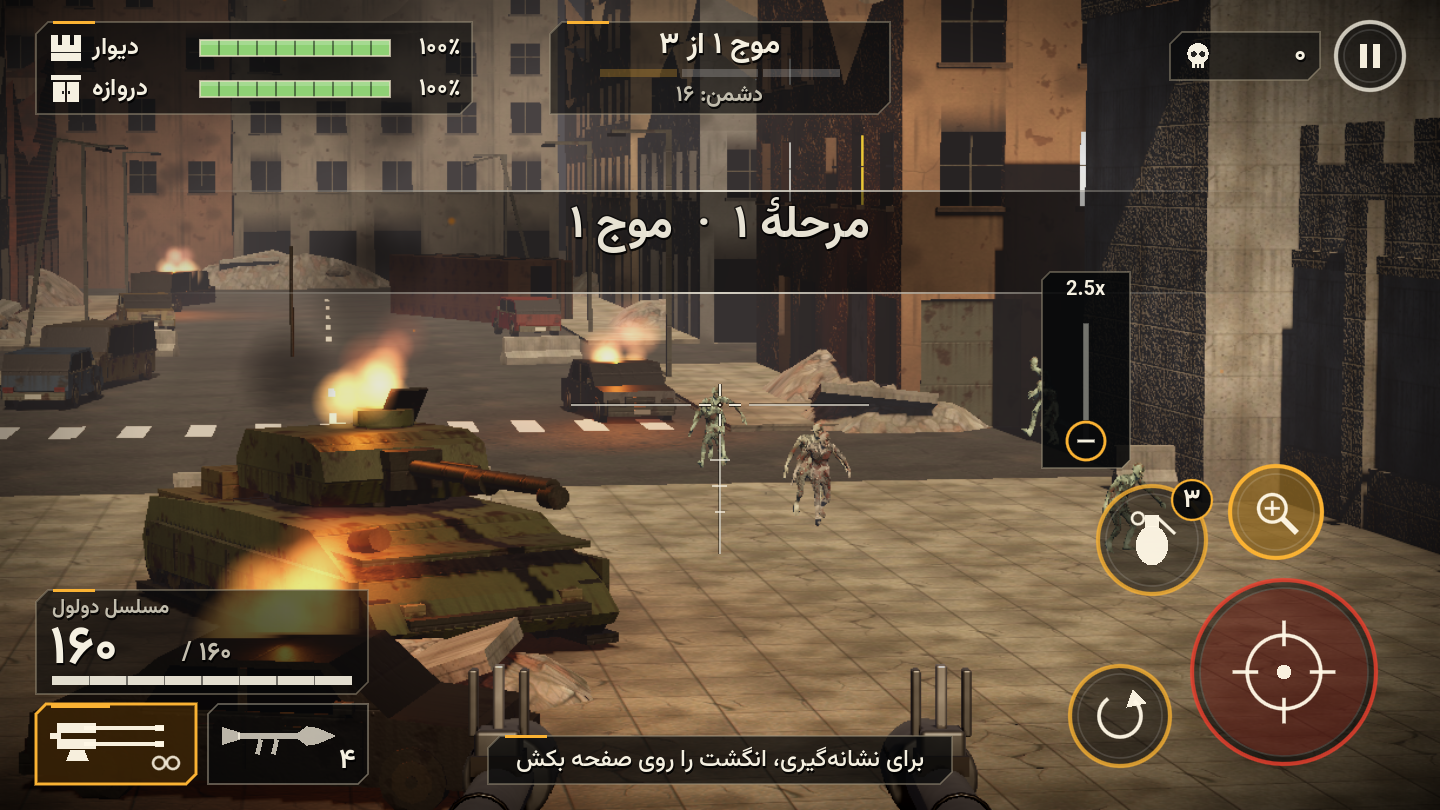 دیوار ۱۰۰٪
دروازه ۱۰۰٪
موج ۱ از ۳
دشمن: ۱۶
۰
مرحلهٔ ۱ · موج ۱
2.5x
۳
مسلسل دولول
۱۶۰ / ۱۶۰
∞
۴
برای نشانه‌گیری، انگشت را روی صفحه بکش